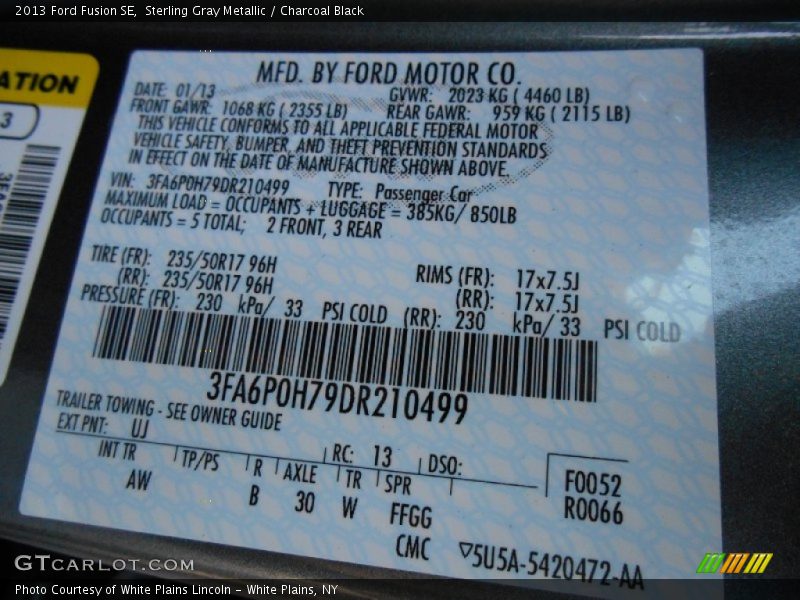 2013 Ford Fusion SE, Sterling Gray Metallic / Charcoal Black
ATION
3
MFD. BY FORD MOTOR CO.
DATE: 01/13 GVWR: 2023 KG ( 4460 LB)
FRONT GAWR: 1068 KG ( 2355 LB) REAR GAWR: 959 KG ( 2115 LB)
THIS VEHICLE CONFORMS TO ALL APPLICABLE FEDERAL MOTOR
VEHICLE SAFETY, BUMPER, AND THEFT PREVENTION STANDARDS
IN EFFECT ON THE DATE OF MANUFACTURE SHOWN ABOVE.
VIN: 3FA6P0H79DR210499 TYPE: Passenger Car
MAXIMUM LOAD = OCCUPANTS + LUGGAGE = 385KG/ 850LB
OCCUPANTS = 5 TOTAL; 2 FRONT, 3 REAR
TIRE (FR): 235/50R17 96H RIMS (FR): 17x7.5J
(RR): 235/50R17 96H (RR): 17x7.5J
PRESSURE (FR): 230 kPa/ 33 PSI COLD (RR): 230 kPa/ 33 PSI COLD
3FA6P0H79DR210499
TRAILER TOWING - SEE OWNER GUIDE
EXT PNT: UJ RC: 13 DSO:
INT TR TP/PS R AXLE TR SPR F0052
AW B 30 W FFGG R0066
CMC 5U5A-5420472-AA
GTCARLOT.COM
Photo Courtesy of White Plains Lincoln – White Plains, NY